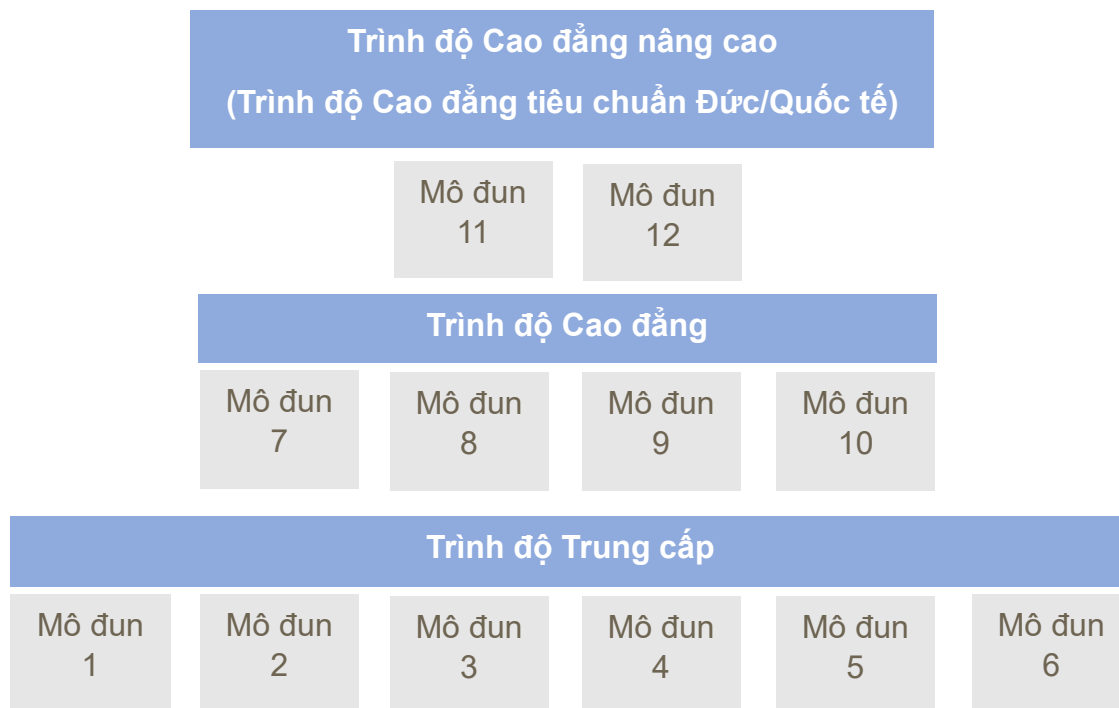 Trình độ Cao đẳng nâng cao
(Trình độ Cao đẳng tiêu chuẩn Đức/Quốc tế)
Mô đun
11
Mô đun
12
Trình độ Cao đẳng
Mô đun
7
Mô đun
8
Mô đun
9
Mô đun
10
Trình độ Trung cấp
Mô đun
1
Mô đun
2
Mô đun
3
Mô đun
4
Mô đun
5
Mô đun
6